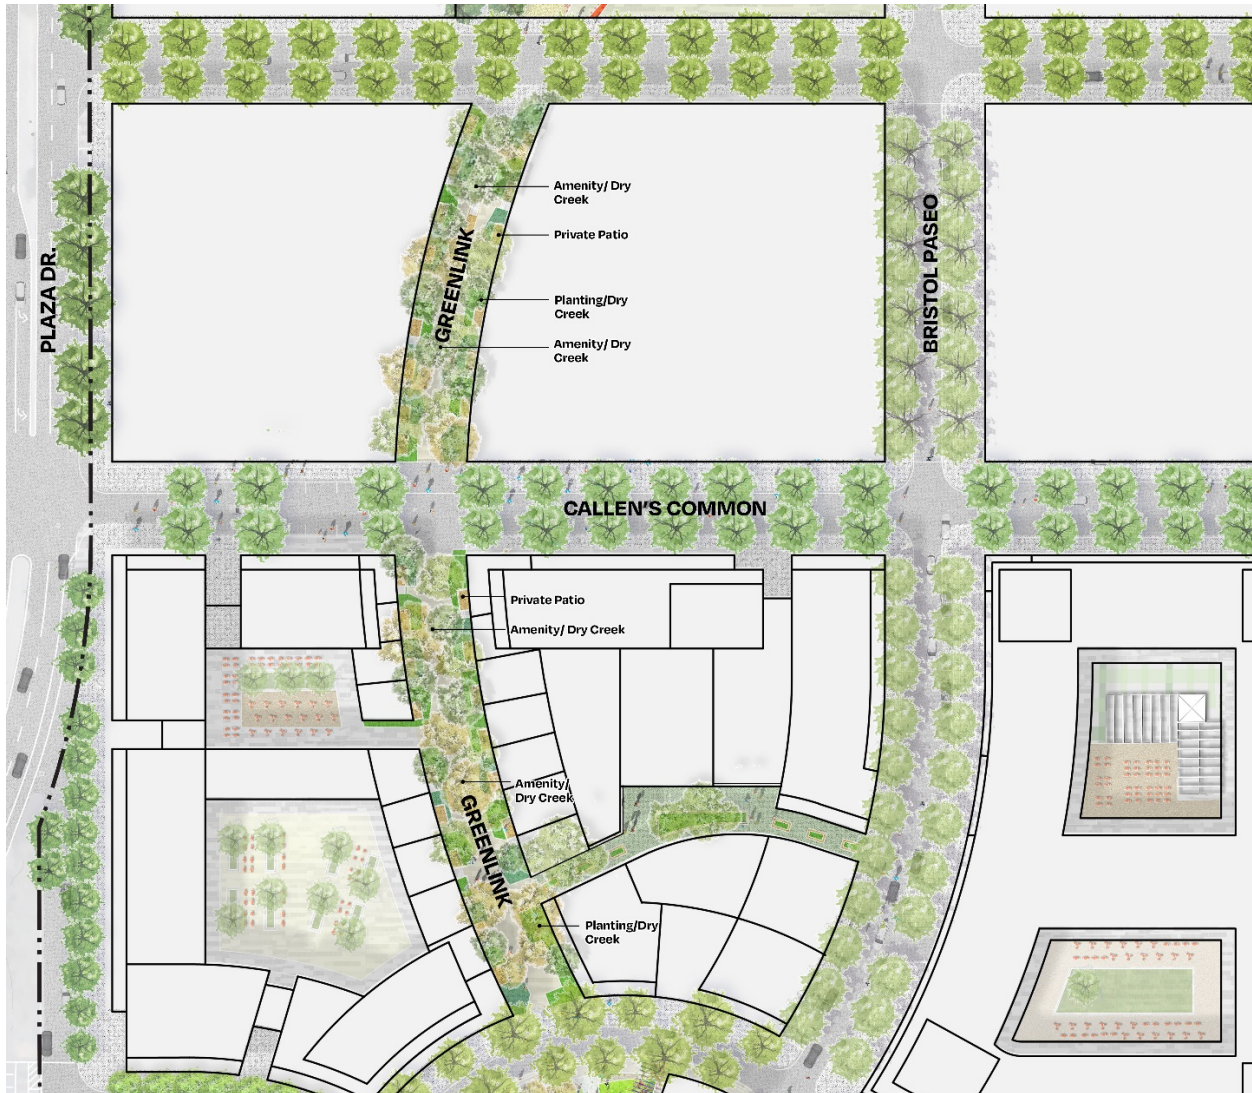 Amenity/ Dry
Creek
Private Patio
GREENLINK
Planting/Dry
Creek
Amenity/ Dry
Creek
PLAZA DR.
BRISTOL PASEO
CALLEN'S COMMON
Private Patio
Amenity/ Dry Creek
Amenity/
Dry Creek
GREENLINK
Planting/Dry
Creek